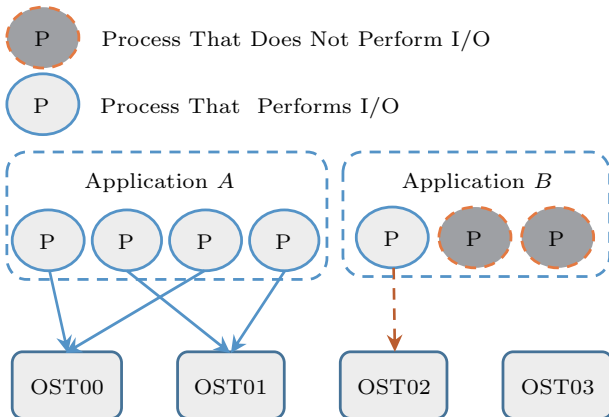 P Process That Does Not Perform I/O
P Process That Performs I/O
Application A Application B
P P P P P P P
OST00 OST01 OST02 OST03